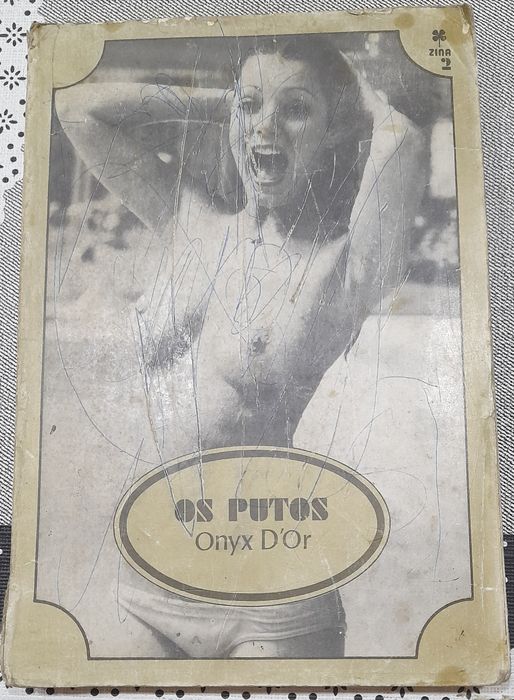 ZINA
2
OS PUTOS
Onyx D'Or